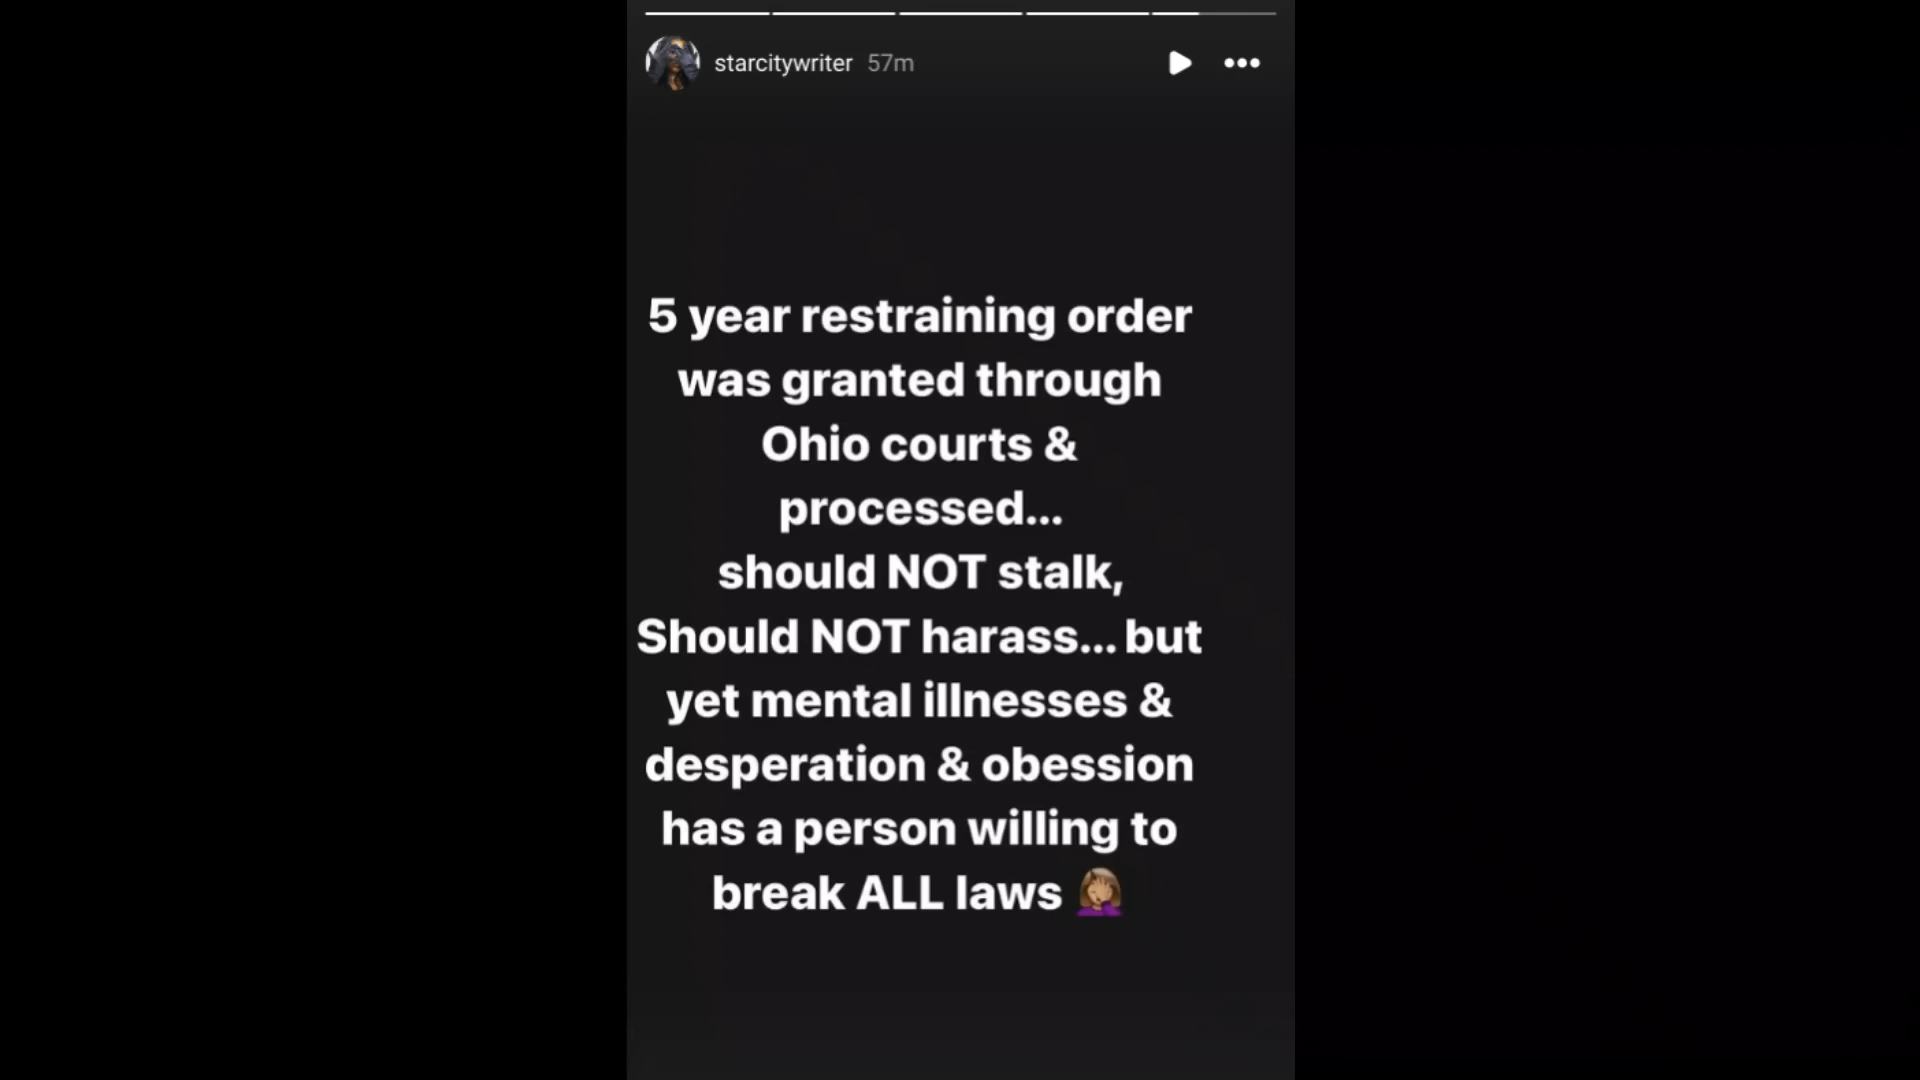 starcitywriter 57m
5 year restraining order
was granted through
Ohio courts &
processed...
should NOT stalk,
Should NOT harass... but
yet mental illnesses &
desperation & obession
has a person willing to
break ALL laws 🤦🏽‍♀️